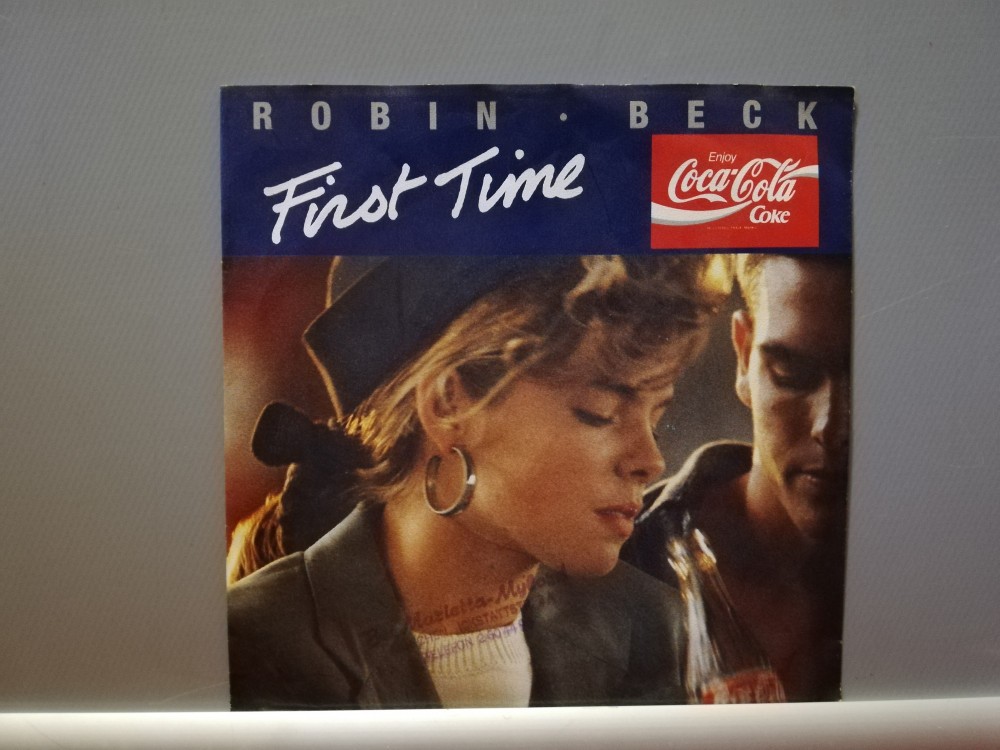 ROBIN · BECK
First Time
Enjoy
Coca-Cola
Coke